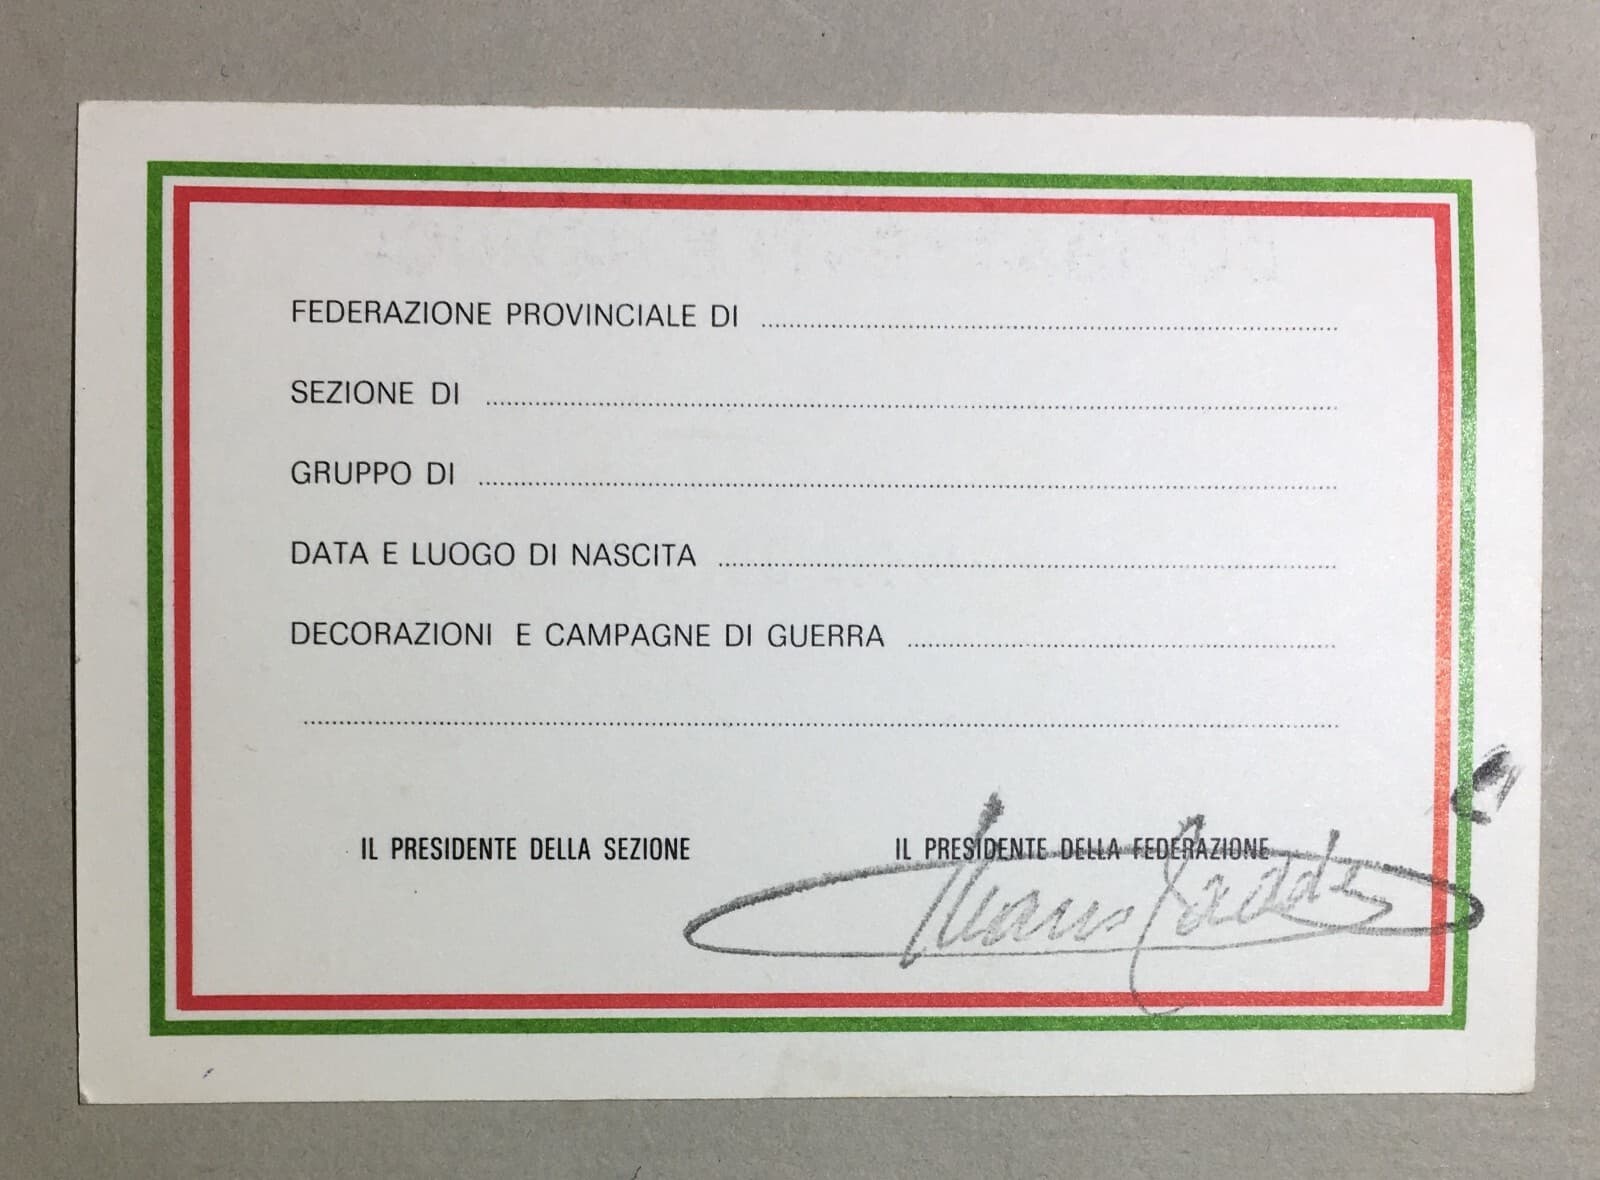 FEDERAZIONE PROVINCIALE DI
SEZIONE DI
GRUPPO DI
DATA E LUOGO DI NASCITA
DECORAZIONI E CAMPAGNE DI GUERRA
IL PRESIDENTE DELLA SEZIONE IL PRESIDENTE DELLA FEDERAZIONE